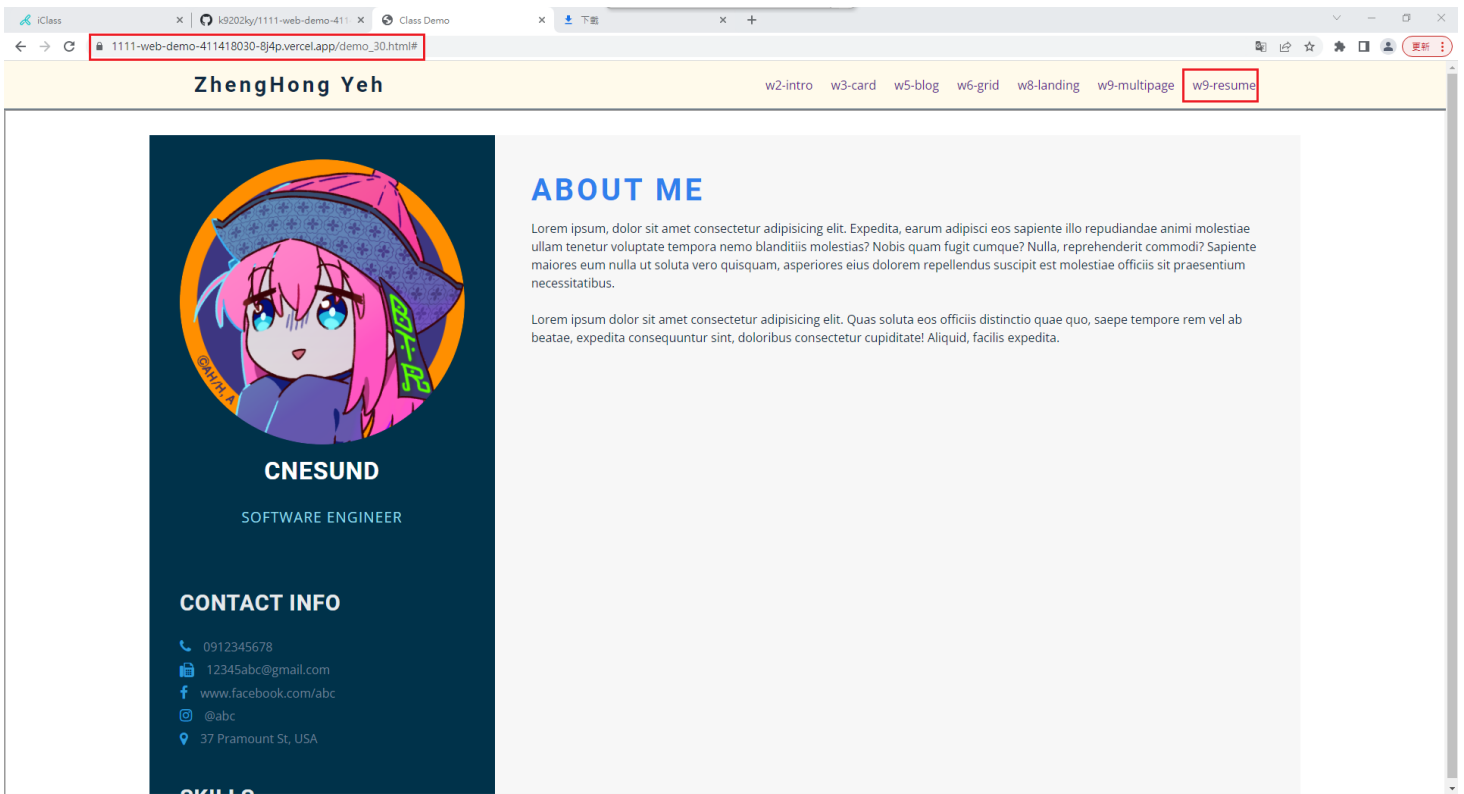 iClass
k9202ky/1111-web-demo-411
Class Demo
下載
1111-web-demo-411418030-8j4p.vercel.app/demo_30.html#
更新
ZhengHong Yeh
w2-intro w3-card w5-blog w6-grid w8-landing w9-multipage w9-resume
©AH/H, A
CNESUND
SOFTWARE ENGINEER
CONTACT INFO
0912345678
12345abc@gmail.com
www.facebook.com/abc
@abc
37 Pramount St, USA
SKILLS
ABOUT ME
Lorem ipsum, dolor sit amet consectetur adipisicing elit. Expedita, earum adipisci eos sapiente illo repudiandae animi molestiae
ullam tenetur voluptate tempora nemo blanditiis molestias? Nobis quam fugit cumque? Nulla, reprehenderit commodi? Sapiente
maiores eum nulla ut soluta vero quisquam, asperiores eius dolorem repellendus suscipit est molestiae officiis sit praesentium
necessitatibus.
Lorem ipsum dolor sit amet consectetur adipisicing elit. Quas soluta eos officiis distinctio quae quo, saepe tempore rem vel ab
beatae, expedita consequuntur sint, doloribus consectetur cupiditate! Aliquid, facilis expedita.